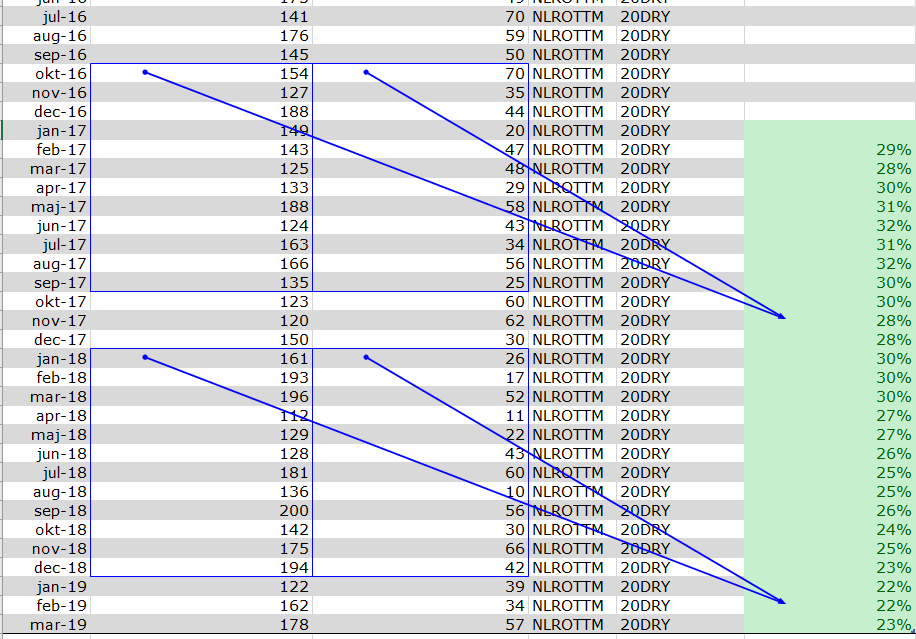 jul-16 141 70 NLROTTM 20DRY
aug-16 176 59 NLROTTM 20DRY
sep-16 145 50 NLROTTM 20DRY
okt-16 154 70 NLROTTM 20DRY
nov-16 127 35 NLROTTM 20DRY
dec-16 188 44 NLROTTM 20DRY
jan-17 149 20 NLROTTM 20DRY
feb-17 143 47 NLROTTM 20DRY 29%
mar-17 125 48 NLROTTM 20DRY 28%
apr-17 133 29 NLROTTM 20DRY 30%
maj-17 188 58 NLROTTM 20DRY 31%
jun-17 124 43 NLROTTM 20DRY 32%
jul-17 163 34 NLROTTM 20DRY 31%
aug-17 166 56 NLROTTM 20DRY 32%
sep-17 135 25 NLROTTM 20DRY 30%
okt-17 123 60 NLROTTM 20DRY 30%
nov-17 120 62 NLROTTM 20DRY 28%
dec-17 150 30 NLROTTM 20DRY 28%
jan-18 161 26 NLROTTM 20DRY 30%
feb-18 193 17 NLROTTM 20DRY 30%
mar-18 196 52 NLROTTM 20DRY 30%
apr-18 112 11 NLROTTM 20DRY 27%
maj-18 129 22 NLROTTM 20DRY 27%
jun-18 128 43 NLROTTM 20DRY 26%
jul-18 181 60 NLROTTM 20DRY 25%
aug-18 136 10 NLROTTM 20DRY 25%
sep-18 200 56 NLROTTM 20DRY 26%
okt-18 142 30 NLROTTM 20DRY 24%
nov-18 175 66 NLROTTM 20DRY 25%
dec-18 194 42 NLROTTM 20DRY 23%
jan-19 122 39 NLROTTM 20DRY 22%
feb-19 162 34 NLROTTM 20DRY 22%
mar-19 178 57 NLROTTM 20DRY 23%